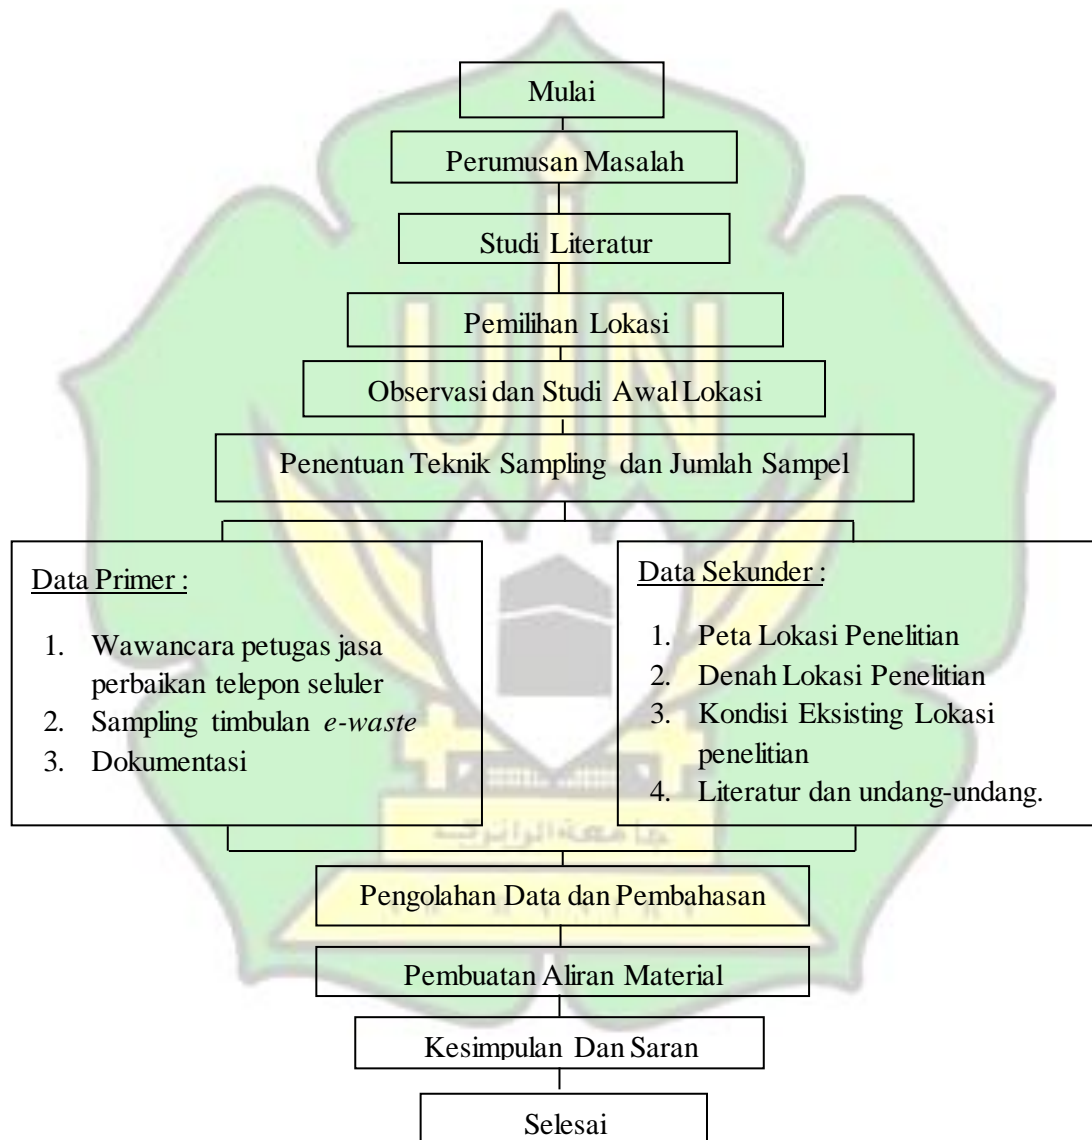 Mulai
Perumusan Masalah
Studi Literatur
Pemilihan Lokasi
UIN
Observasi dan Studi Awal Lokasi
Penentuan Teknik Sampling dan Jumlah Sampel
Data Primer :
1. Wawancara petugas jasa
perbaikan telepon seluler
2. Sampling timbulan e-waste
3. Dokumentasi
Data Sekunder :
1. Peta Lokasi Penelitian
2. Denah Lokasi Penelitian
3. Kondisi Eksisting Lokasi
penelitian
4. Literatur dan undang-undang.
جامعة الرانري
Pengolahan Data dan Pembahasan
Pembuatan Aliran Material
Kesimpulan Dan Saran
Selesai